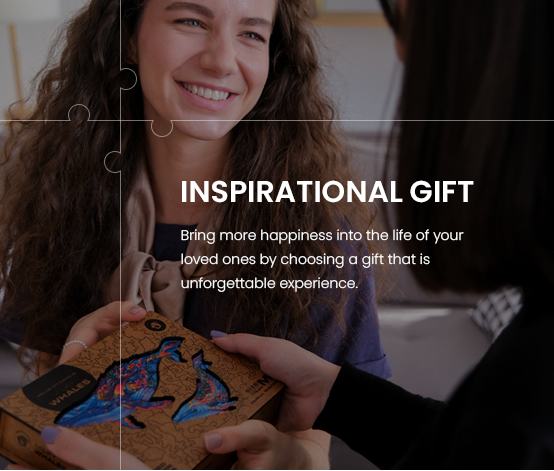 INSPIRATIONAL GIFT
Bring more happiness into the life of your
loved ones by choosing a gift that is
unforgettable experience.
WHALES